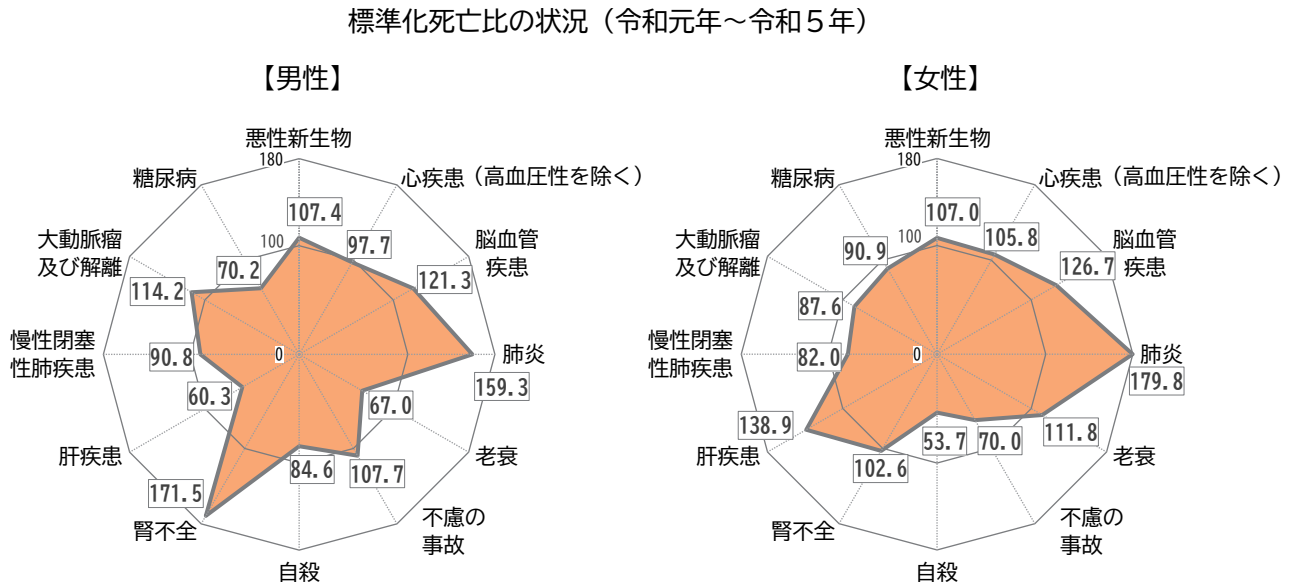 標準化死亡比の状況（令和元年～令和５年）
【男性】
悪性新生物
180
心疾患（高血圧性を除く）
糖尿病
107.4
97.7
100
脳血管
疾患
大動脈瘤
及び解離
70.2
121.3
114.2
慢性閉塞
性肺疾患
90.8
0
肺炎
159.3
60.3
67.0
肝疾患
老衰
171.5
84.6
107.7
腎不全
不慮の
事故
自殺
【女性】
悪性新生物
180
心疾患（高血圧性を除く）
糖尿病
107.0
105.8
100
脳血管
疾患
大動脈瘤
及び解離
90.9
126.7
87.6
慢性閉塞
性肺疾患
82.0
0
肺炎
179.8
138.9
53.7
70.0
111.8
肝疾患
老衰
102.6
腎不全
不慮の
事故
自殺